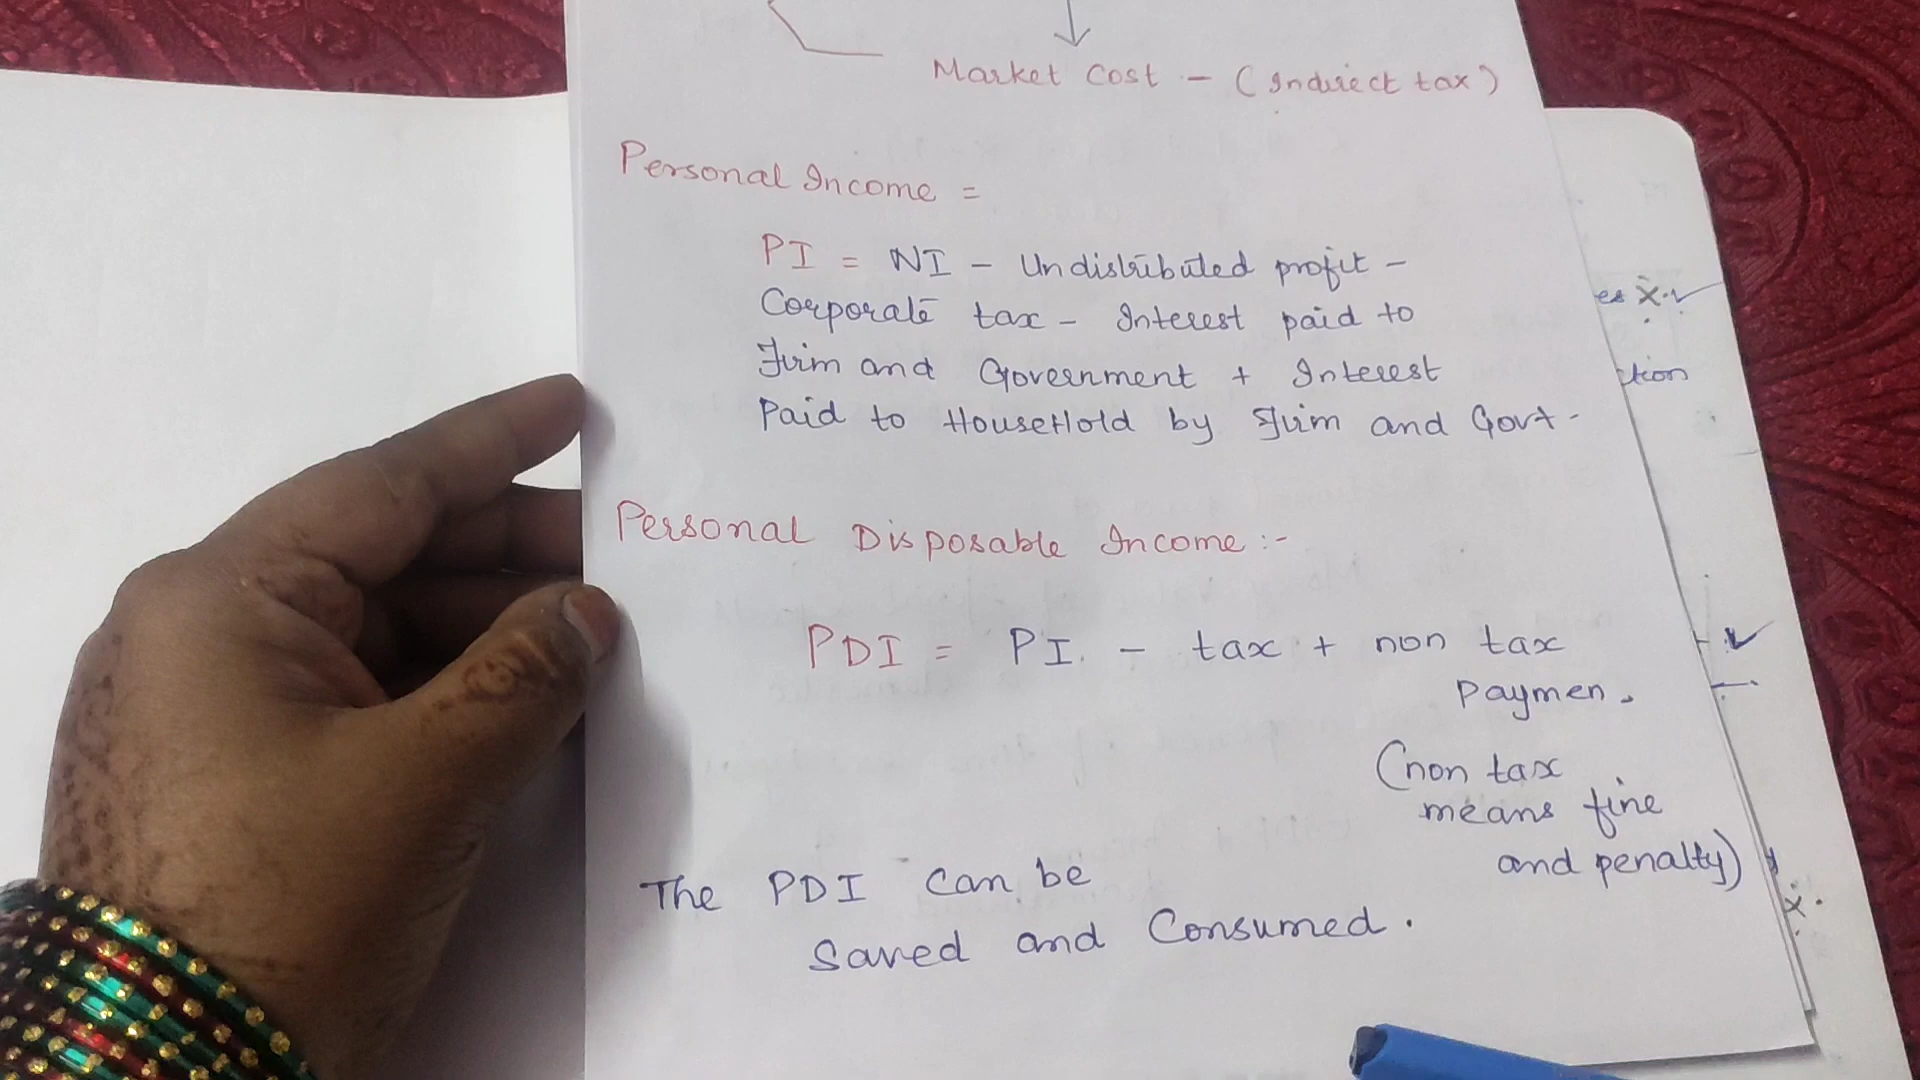 Market Cost - (Indirect tax)
Personal Income =
PI = NI - Undistributed profit -
Corporate tax - Interest paid to
Firm and Government + Interest
Paid to HouseHold by Firm and Govt.
Personal Disposable Income :-
PDI = PI. - tax + non tax
Paymen.
(non tax
means fine
and penalty)
The PDI Can be
Saved and Consumed.